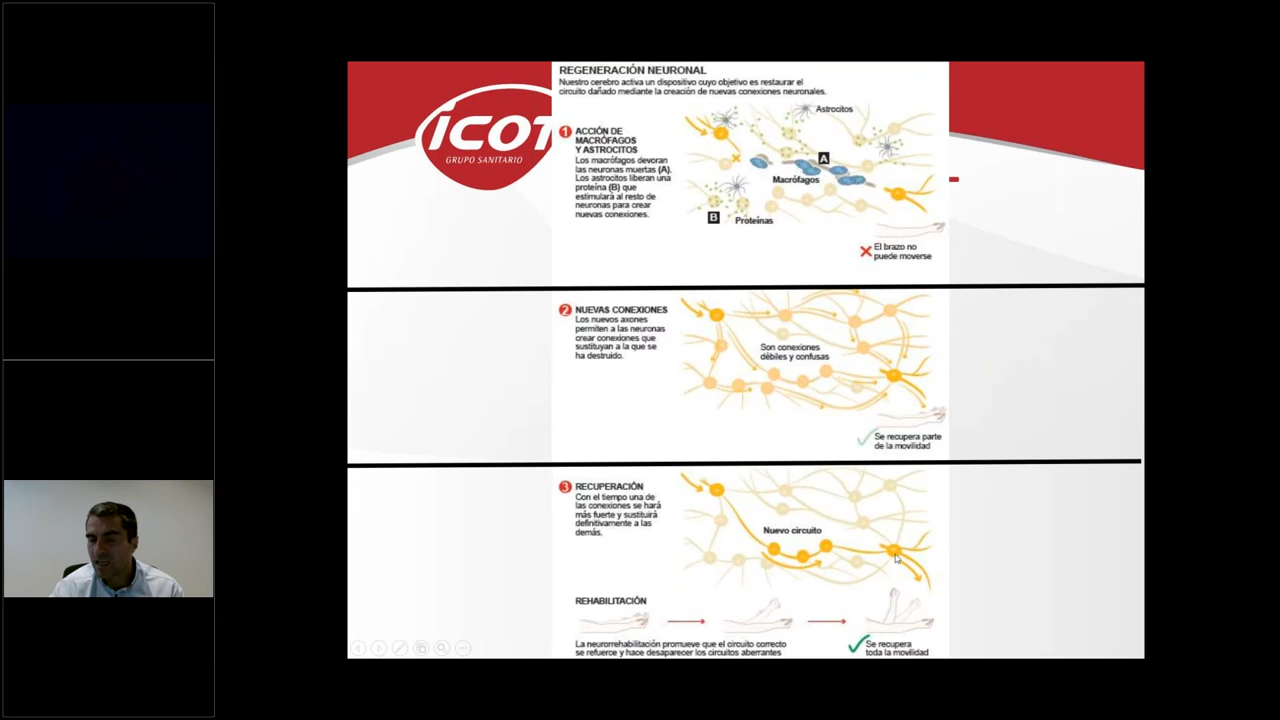 REGENERACIÓN NEURONAL
Nuestro cerebro activa un dispositivo cuyo objetivo es restaurar el
circuito dañado mediante la creación de nuevas conexiones neuronales.
ICOT
GRUPO SANITARIO
1 ACCIÓN DE
MACRÓFAGOS
Y ASTROCITOS
Los macrófagos devoran
las neuronas muertas (A).
Los astrocitos liberan una
proteína (B) que
estimulará al resto de
neuronas para crear
nuevas conexiones.
Astrocitos
A
Macrófagos
B
Proteínas
El brazo no
puede moverse
2 NUEVAS CONEXIONES
Los nuevos axones
permiten a las neuronas
crear conexiones que
sustituyan a la que se
ha destruido.
Son conexiones
débiles y confusas
Se recupera parte
de la movilidad
3 RECUPERACIÓN
Con el tiempo una de
las conexiones se hará
más fuerte y sustituirá
definitivamente a las
demás.
Nuevo circuito
REHABILITACIÓN
La neurorrehabilitación promueve que el circuito correcto
se refuerce y hace desaparecer los circuitos aberrantes
Se recupera
toda la movilidad